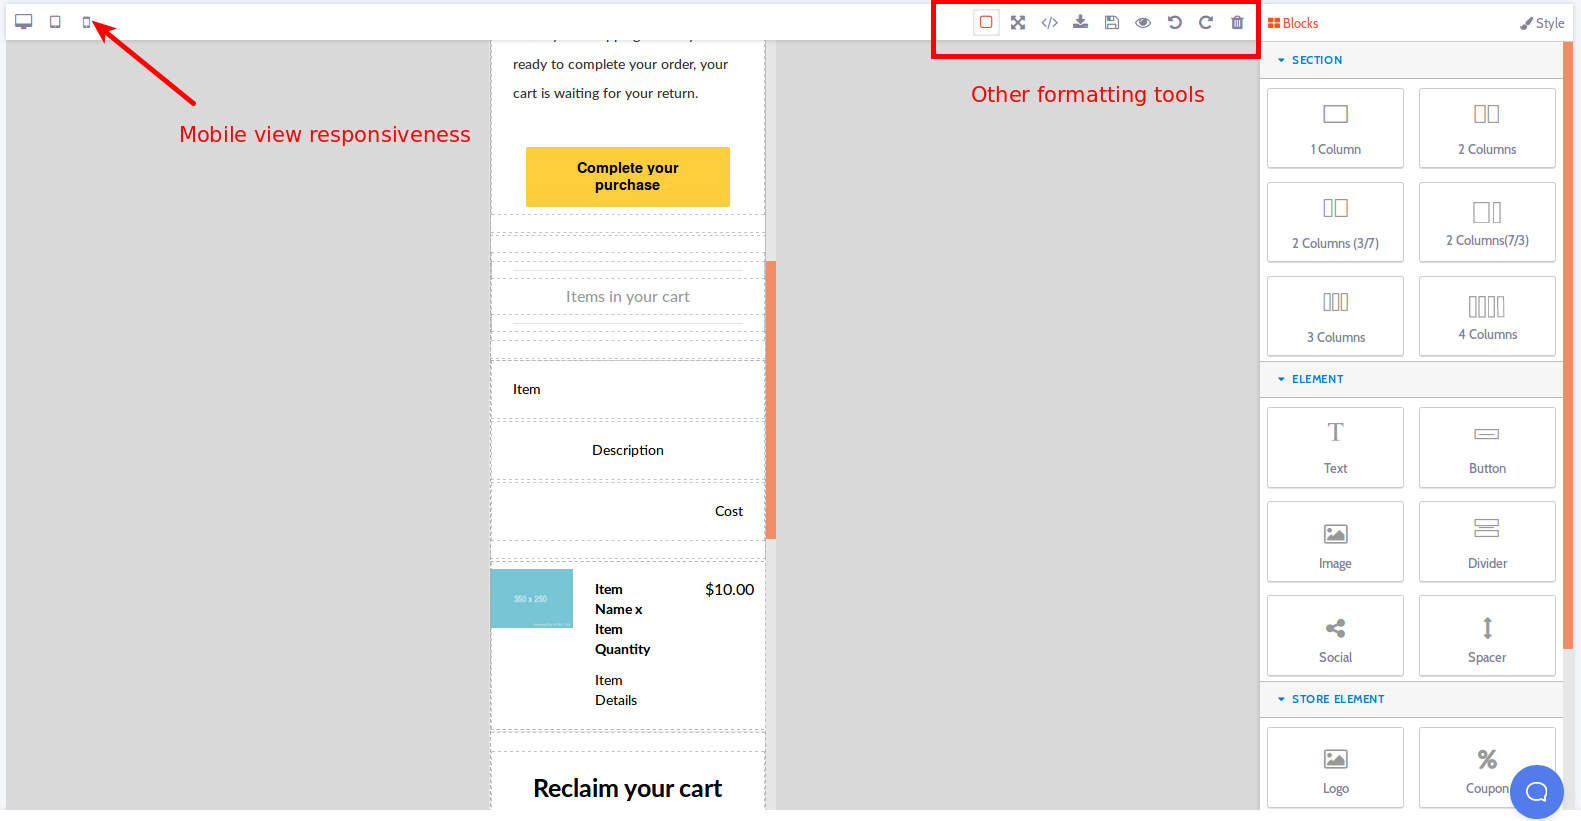 Blocks
Style
Mobile view responsiveness
Other formatting tools
ready to complete your order, your
cart is waiting for your return.
Complete your
purchase
Items in your cart
Item
Description
Cost
350 x 250
Item
Name x
Item
Quantity
$10.00
Item
Details
Reclaim your cart
SECTION
1 Column
2 Columns
2 Columns (3/7)
2 Columns(7/3)
3 Columns
4 Columns
ELEMENT
Text
Button
Image
Divider
Social
Spacer
STORE ELEMENT
Logo
Coupon